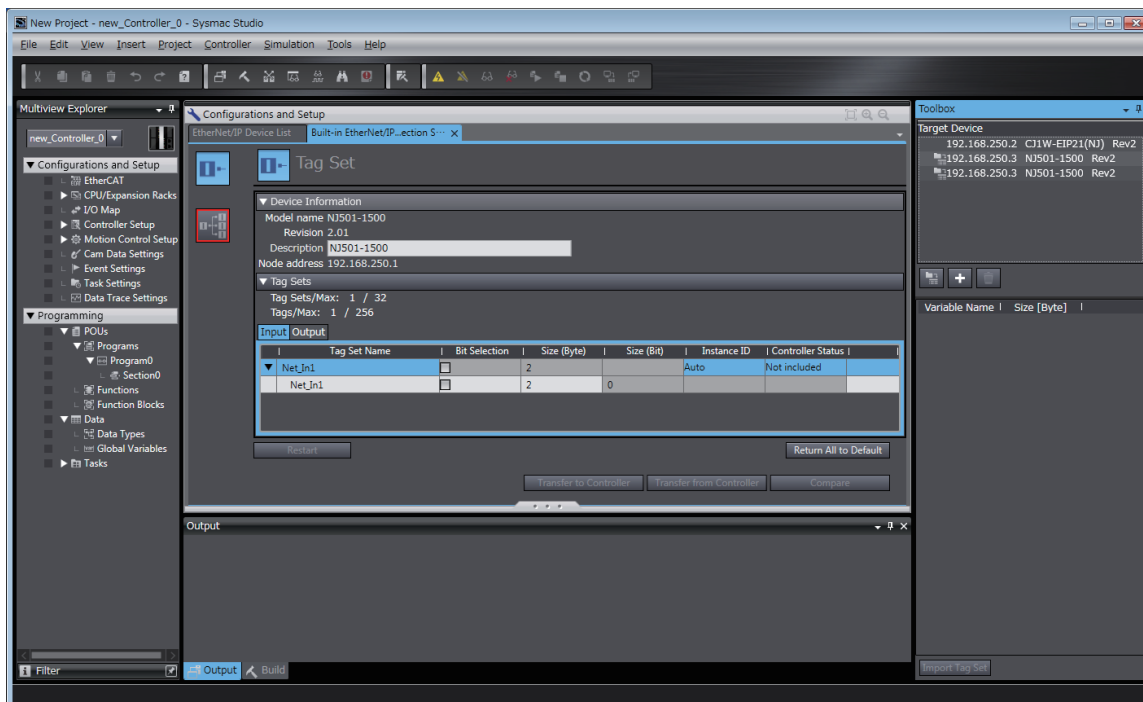 New Project - new_Controller_0 - Sysmac Studio
File Edit View Insert Project Controller Simulation Tools Help
Multiview Explorer
new_Controller_0
Configurations and Setup
EtherCAT
CPU/Expansion Racks
I/O Map
Controller Setup
Motion Control Setup
Cam Data Settings
Event Settings
Task Settings
Data Trace Settings
Programming
POUs
Programs
Program0
Section0
Functions
Function Blocks
Data
Data Types
Global Variables
Tasks
Filter
Configurations and Setup
EtherNet/IP Device List Built-in EtherNet/IP...ection S...
Tag Set
Device Information
Model name NJ501-1500
Revision 2.01
Description NJ501-1500
Node address 192.168.250.1
Tag Sets
Tag Sets/Max: 1 / 32
Tags/Max: 1 / 256
Input Output
Tag Set Name | Bit Selection | Size (Byte) | Size (Bit) | Instance ID | Controller Status |
Net_In1 2 Auto Not included
Net_In1 2 0
Restart Return All to Default
Transfer to Controller Transfer from Controller Compare
Output
Output Build
Toolbox
Target Device
192.168.250.2 CJ1W-EIP21(NJ) Rev2
192.168.250.3 NJ501-1500 Rev2
192.168.250.3 NJ501-1500 Rev2
Variable Name | Size [Byte] |
Import Tag Set